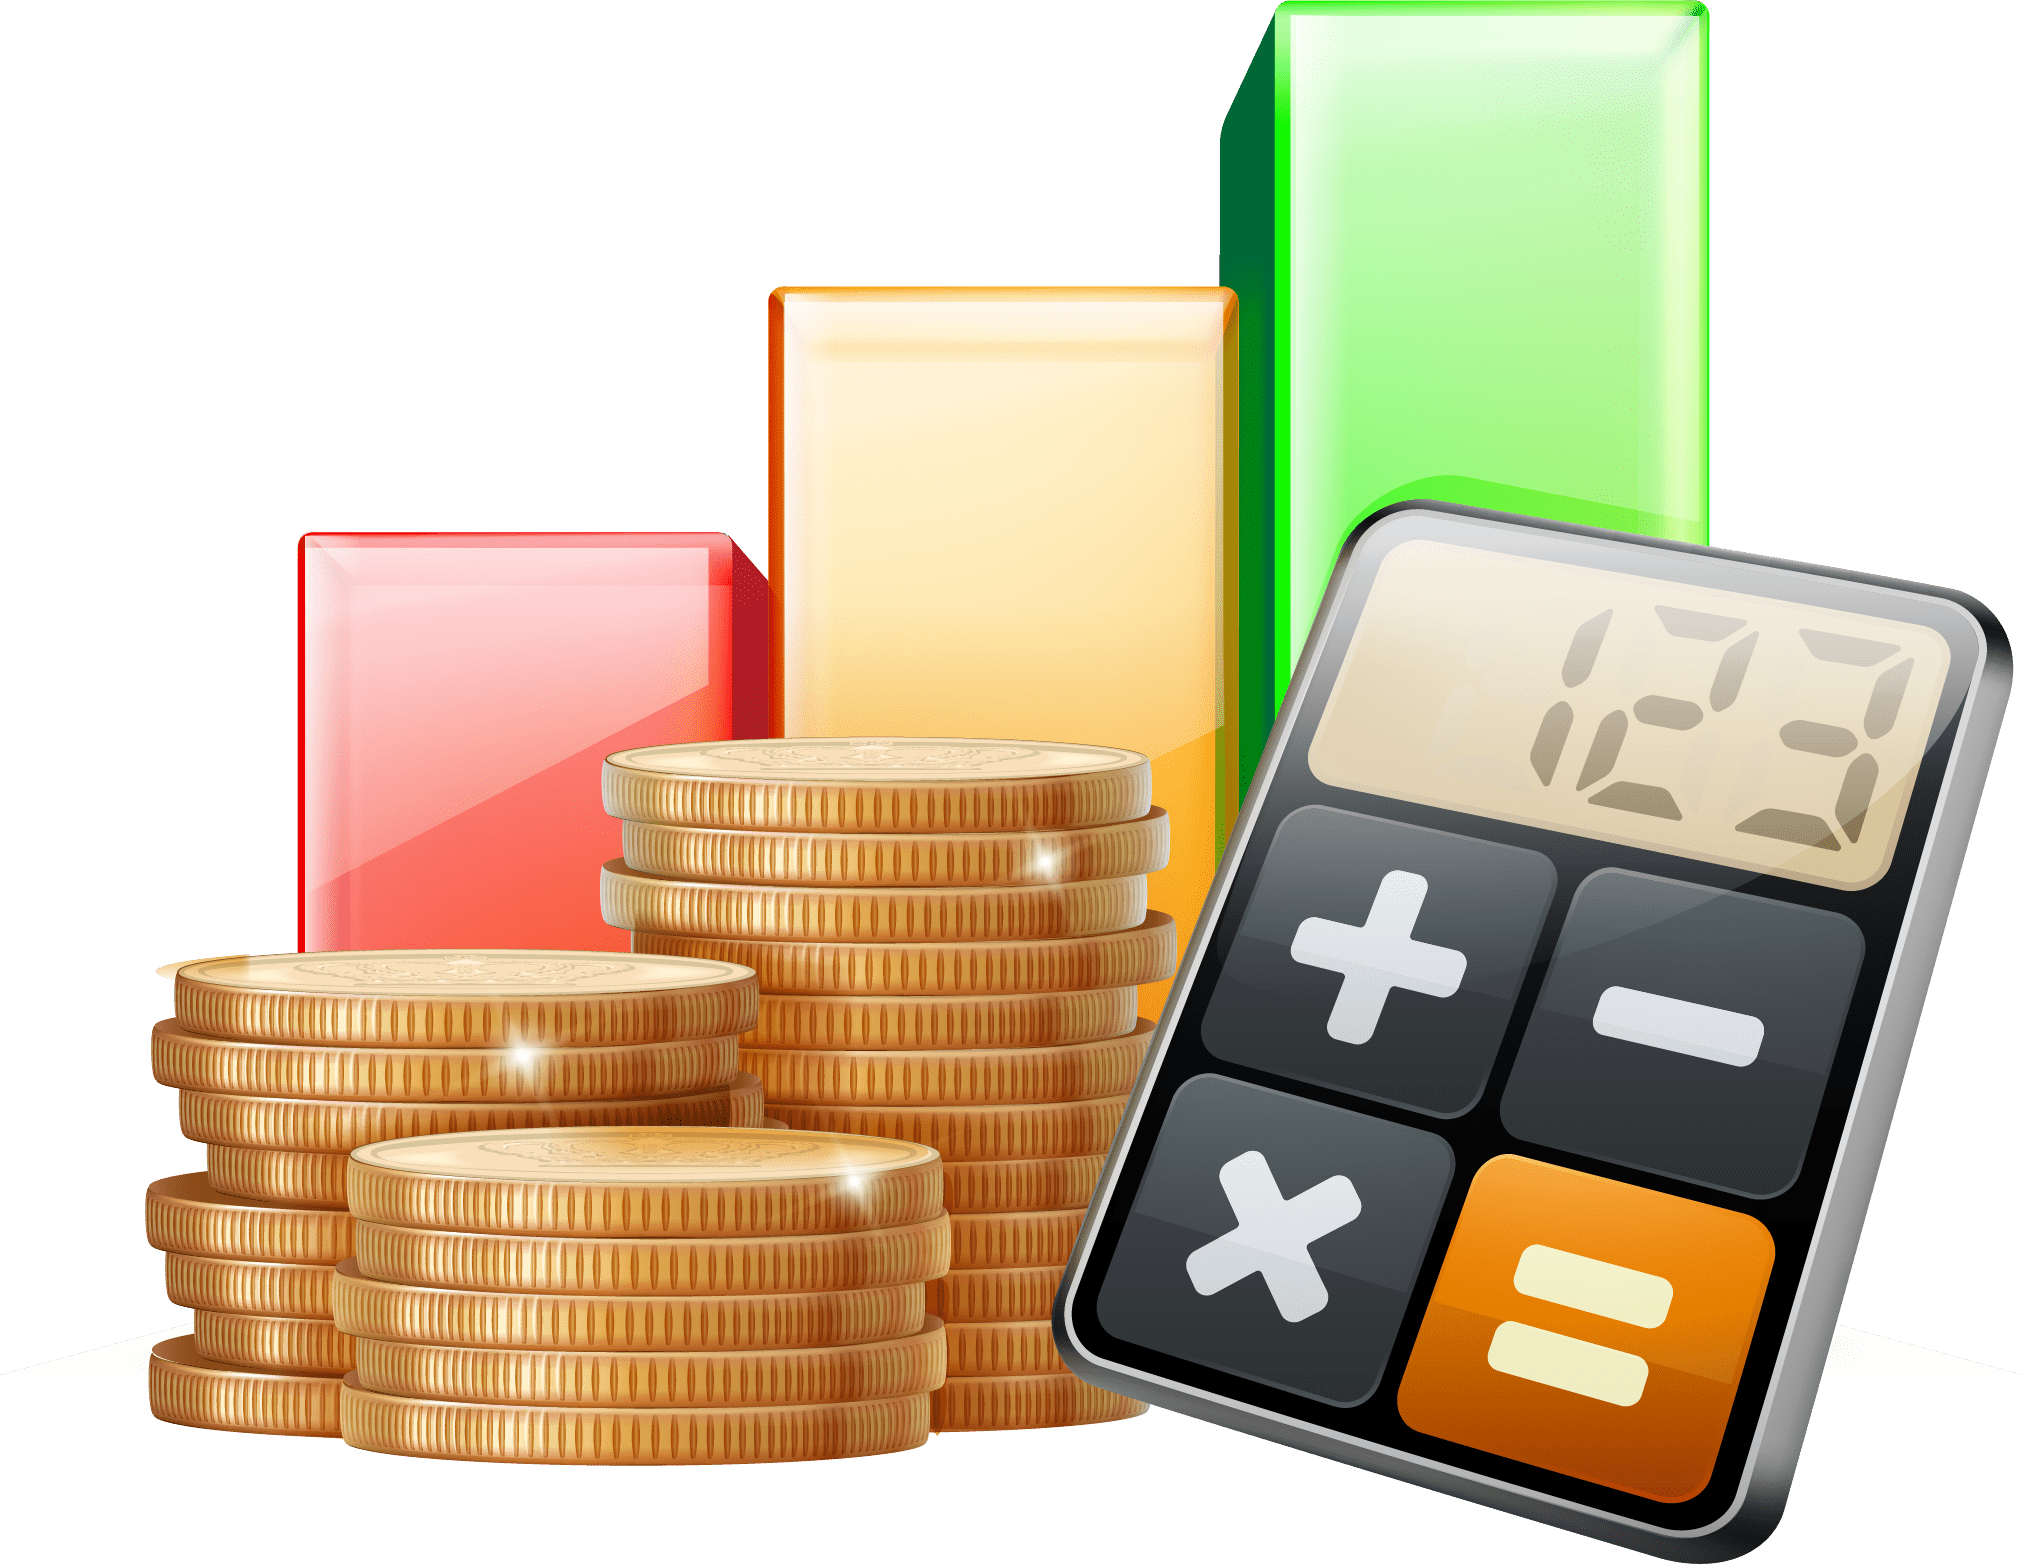 123
+ -
× =